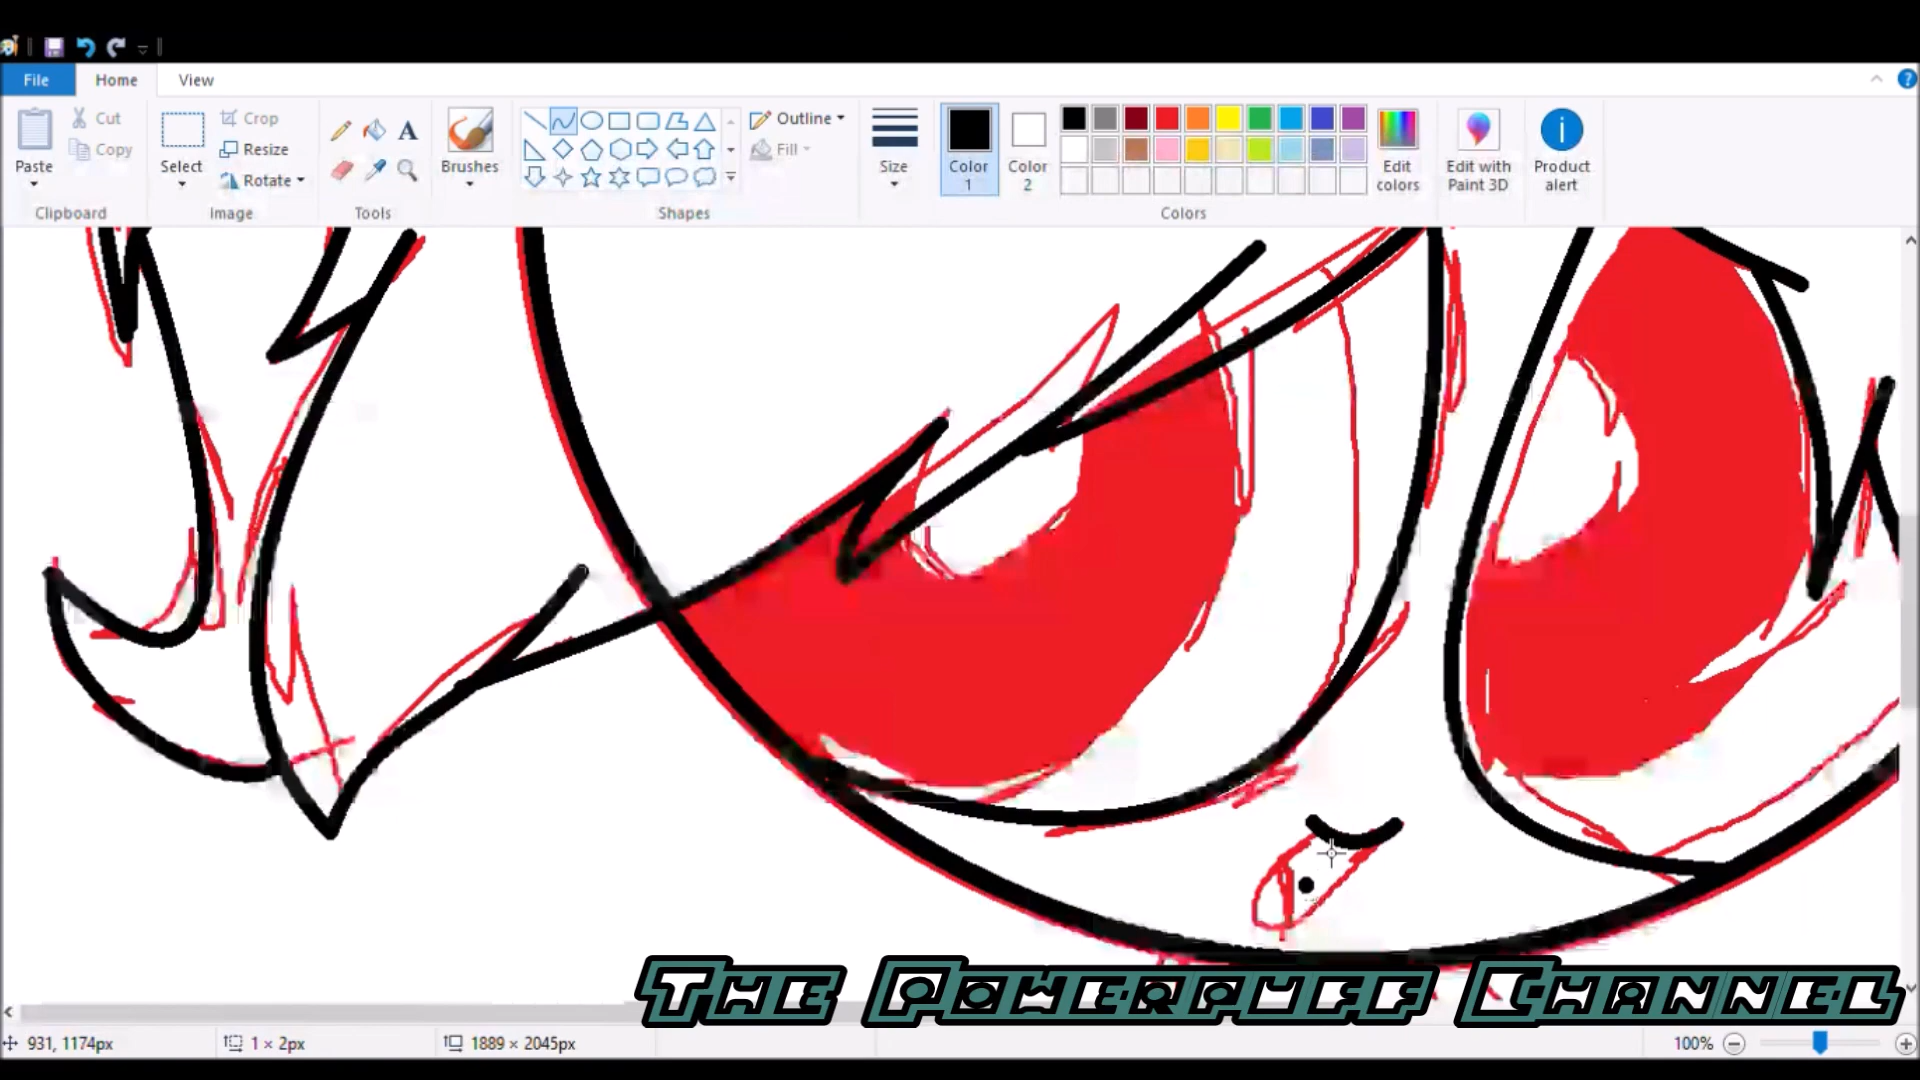 File Home View
Paste
Cut
Copy
Clipboard
Select
Crop
Resize
Rotate
Image
A
Tools
Brushes
Outline
Fill
Shapes
Size
Color 1
Color 2
Edit colors
Colors
Edit with Paint 3D
Product alert
The Powerpuff Channel
931, 1174px 1 × 2px 1889 × 2045px 100%